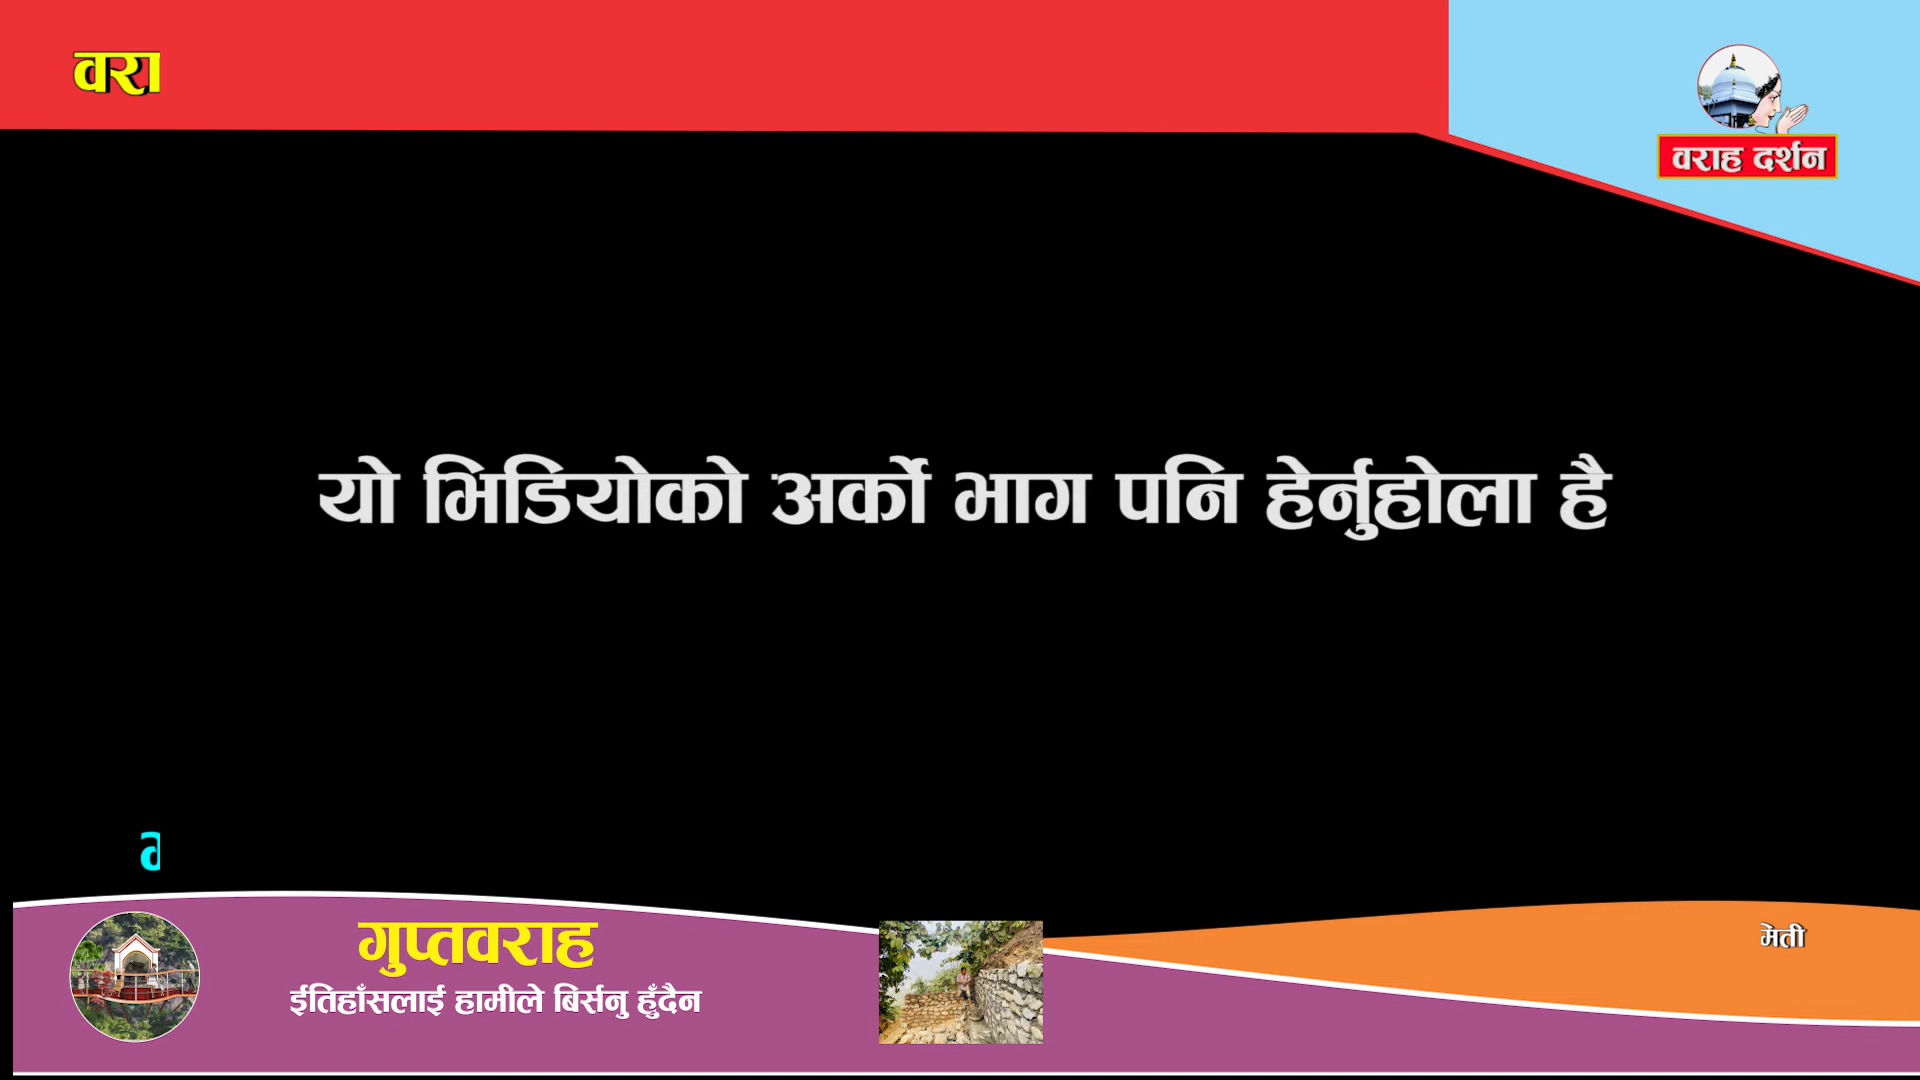 वरा
वराह दर्शन
यो भिडियोको अर्को भाग पनि हेर्नुहोला है
गुप्तवराह
ईतिहाँसलाई हामीले बिर्सनु हुँदैन
मेती